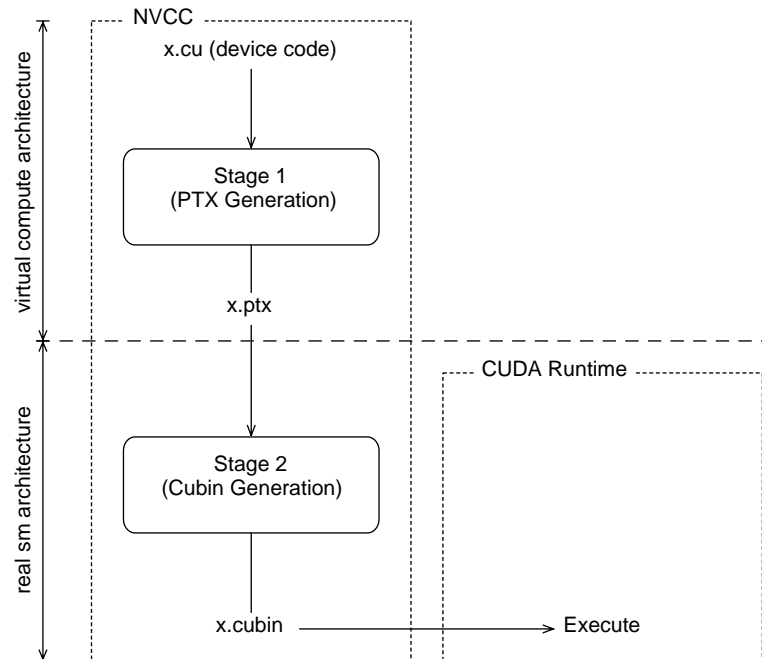 NVCC
x.cu (device code)
virtual compute architecture
Stage 1
(PTX Generation)
x.ptx
CUDA Runtime
real sm architecture
Stage 2
(Cubin Generation)
x.cubin
Execute